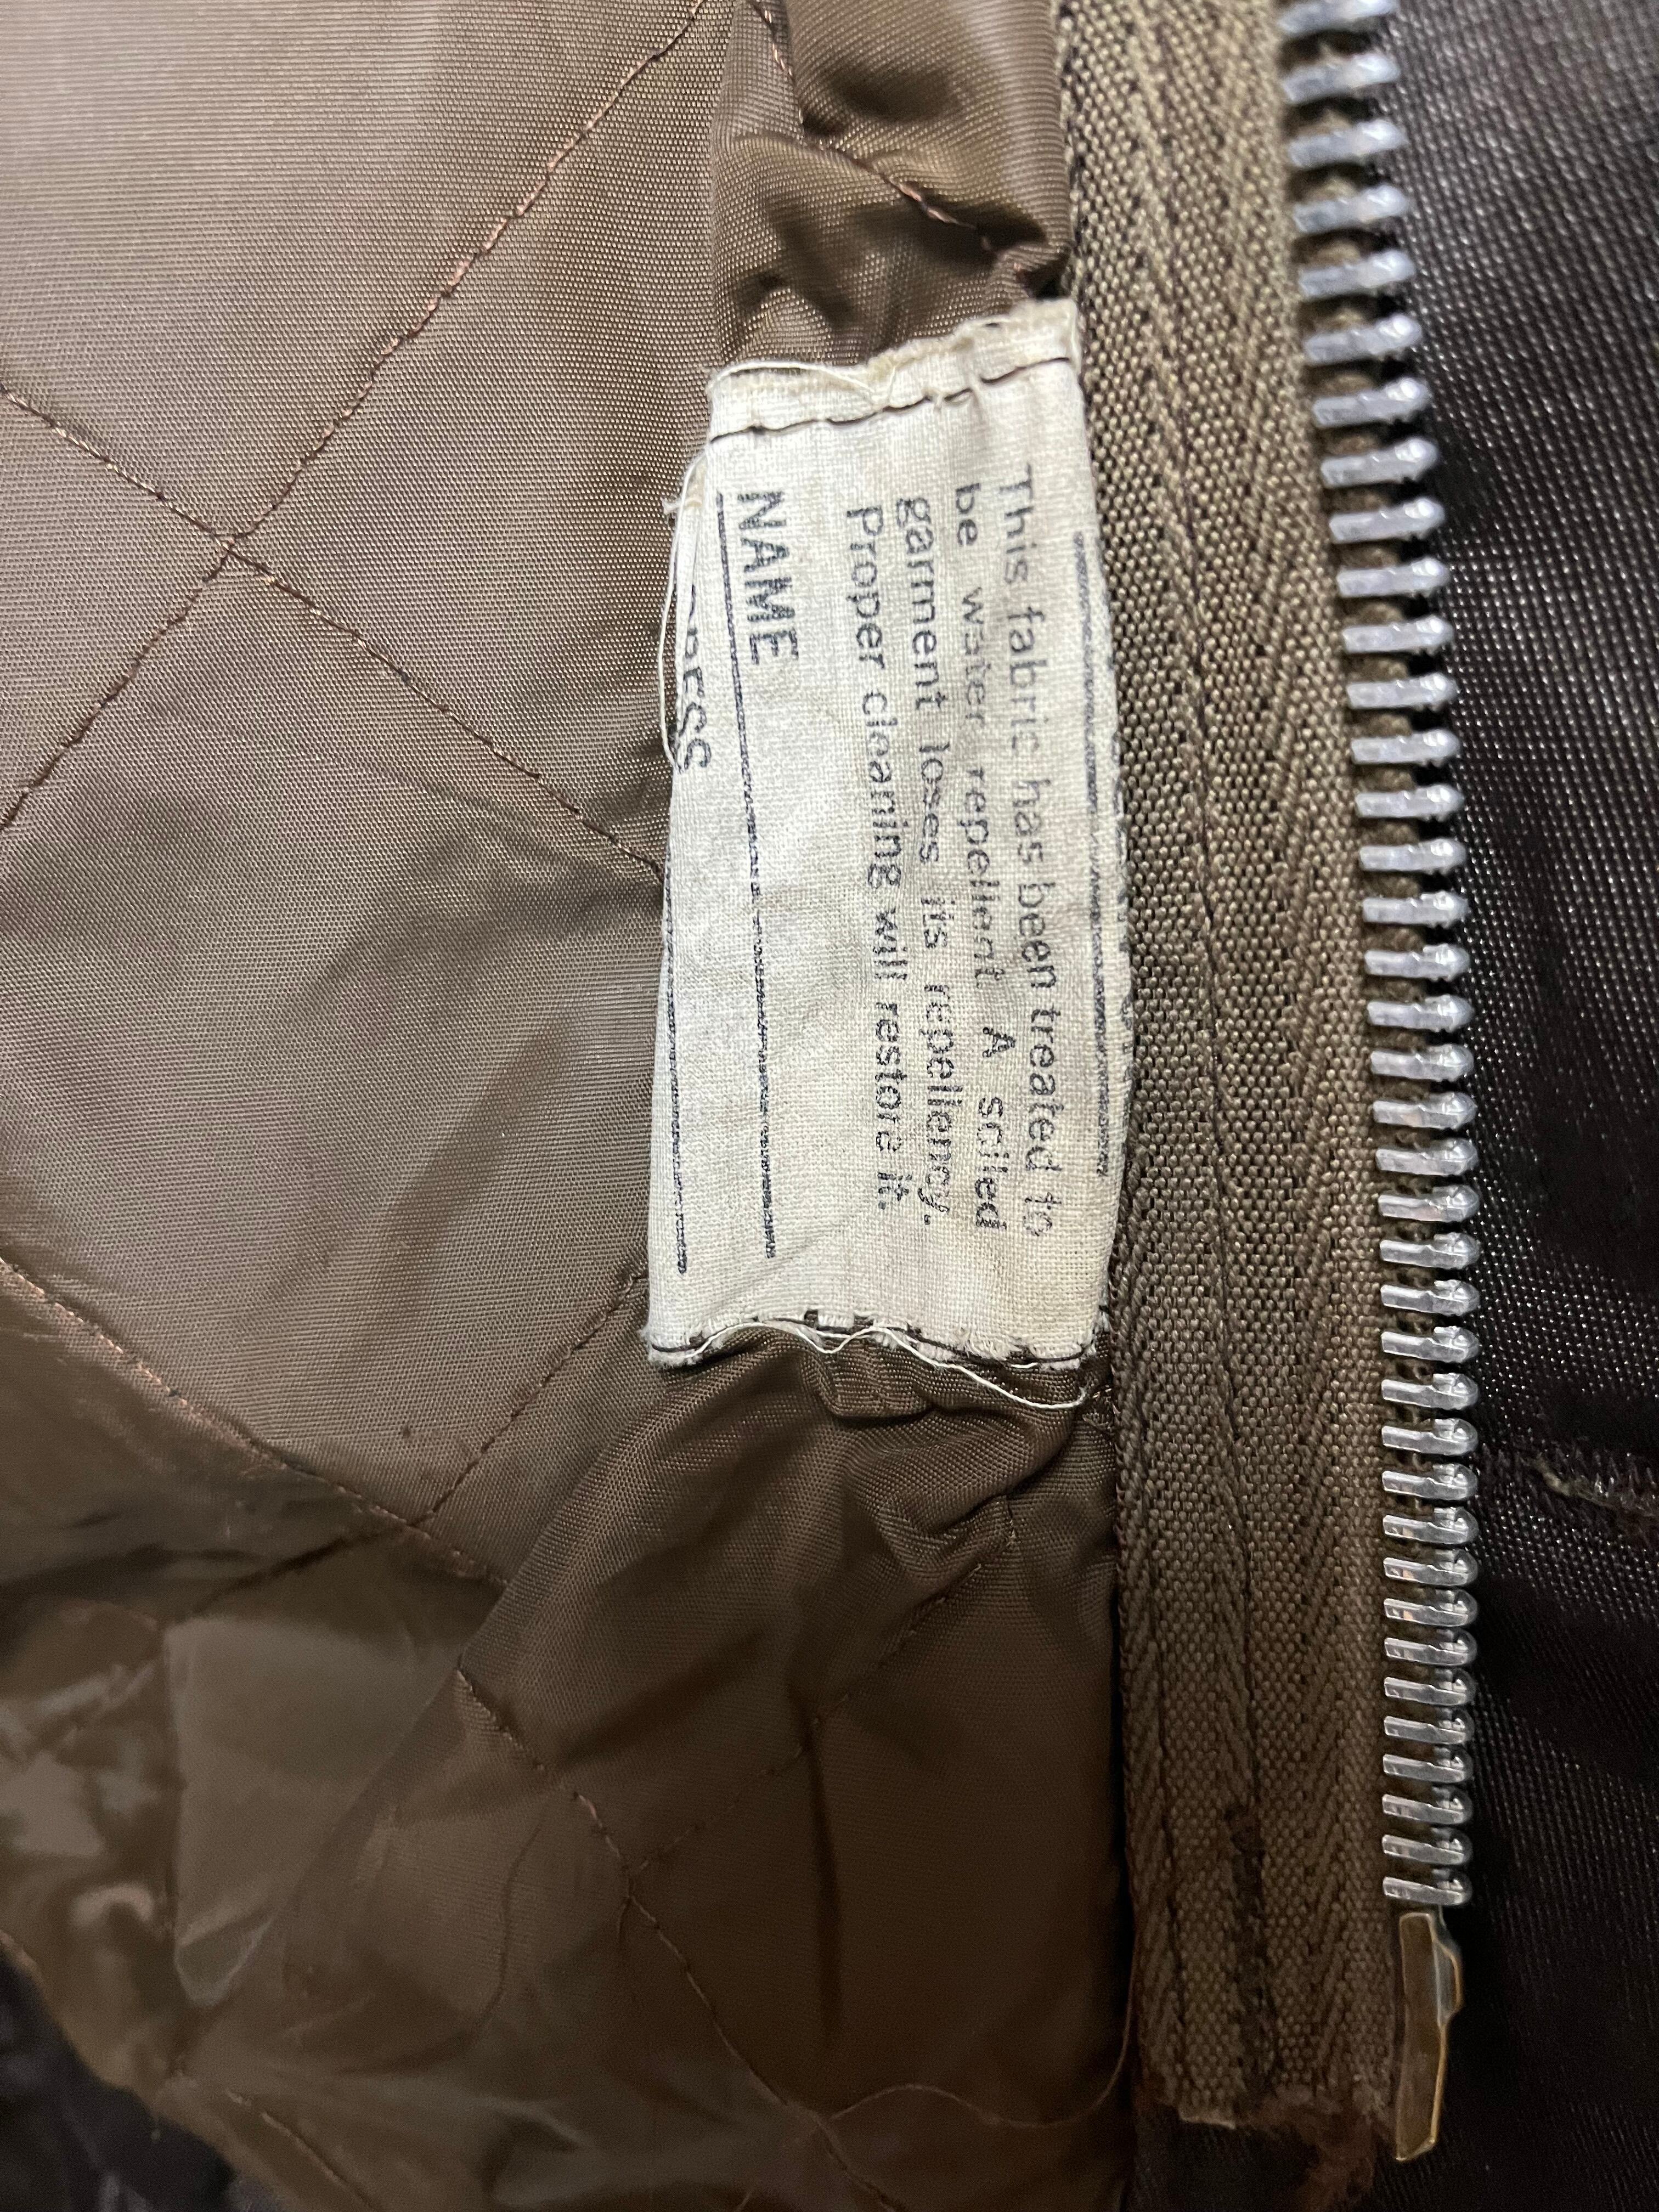 This fabric has been treated to
be water repellent A soiled
garment loses its repellency.
Proper cleaning will restore it.
NAME